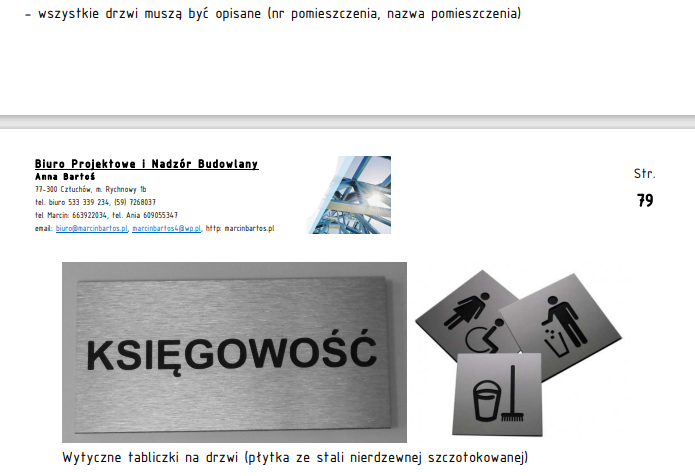 - wszystkie drzwi muszą być opisane (nr pomieszczenia, nazwa pomieszczenia)
Biuro Projektowe i Nadzór Budowlany
Anna Bartoś
77-300 Człuchów, m. Rychnowy 1b
tel. biuro 533 339 234, (59) 7268037
tel Marcin: 663922034, tel. Ania 609055347
email: biuro@marcinbartos.pl, marcinbartos4@wp.pl, http: marcinbartos.pl
Str.
79
KSIĘGOWOŚĆ
Wytyczne tabliczki na drzwi (płytka ze stali nierdzewnej szczotokowanej)